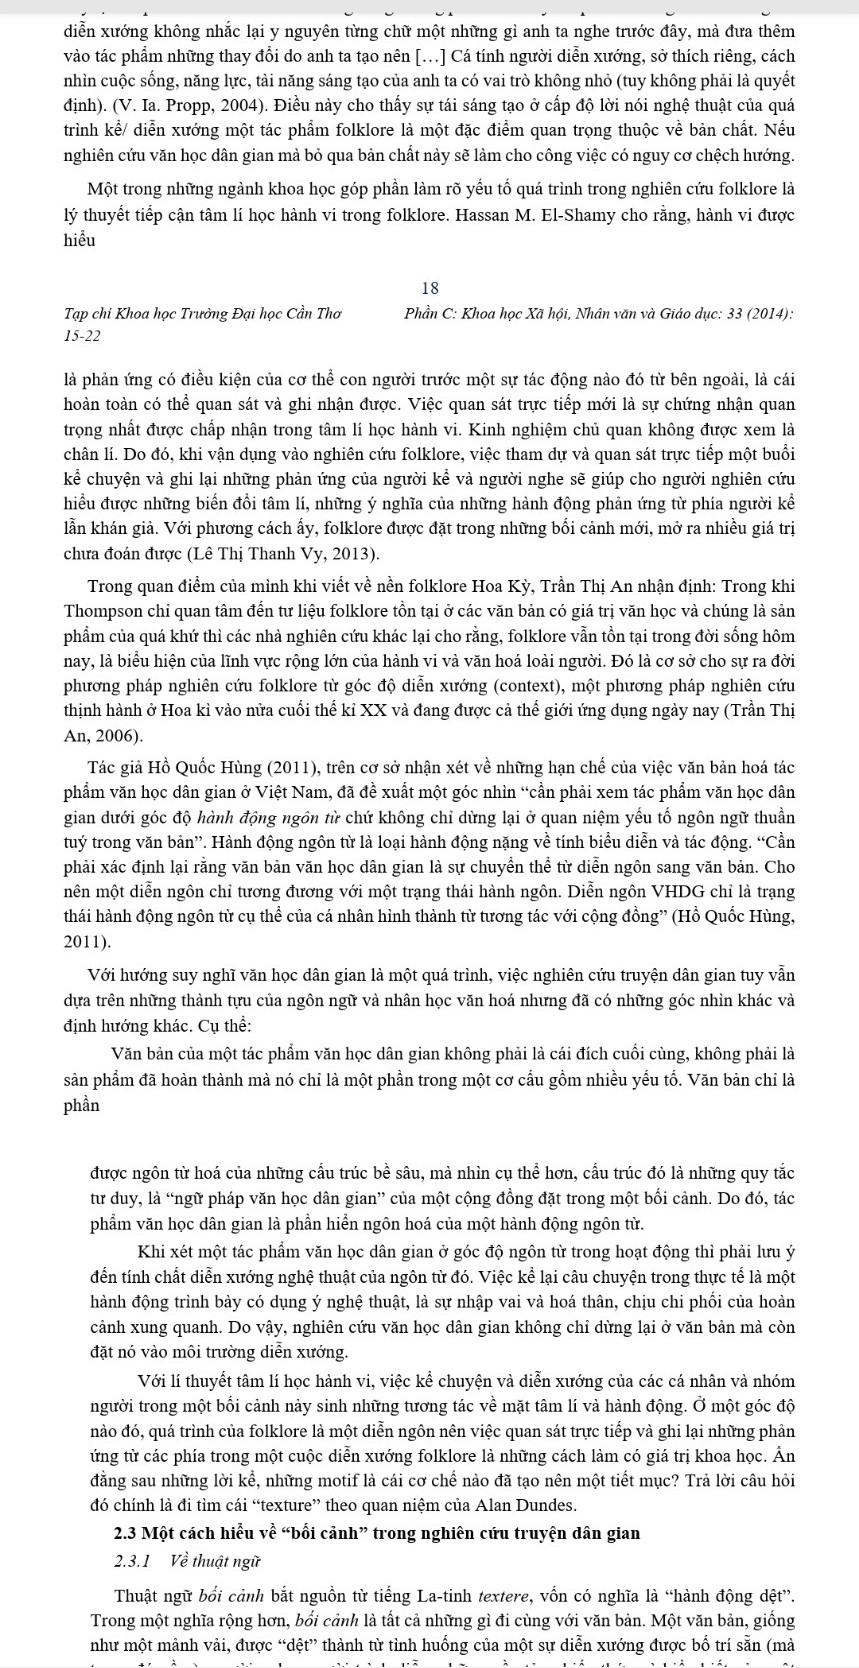 diễn xướng không nhắc lại y nguyên từng chữ một những gì anh ta nghe trước đây, mà đưa thêm
vào tác phẩm những thay đổi do anh ta tạo nên […] Cá tính người diễn xướng, sở thích riêng, cách
nhìn cuộc sống, năng lực, tài năng sáng tạo của anh ta có vai trò không nhỏ (tuy không phải là quyết
định). (V. Ia. Propp, 2004). Điều này cho thấy sự tái sáng tạo ở cấp độ lời nói nghệ thuật của quá
trình kể/ diễn xướng một tác phẩm folklore là một đặc điểm quan trọng thuộc về bản chất. Nếu
nghiên cứu văn học dân gian mà bỏ qua bản chất này sẽ làm cho công việc có nguy cơ chệch hướng.
Một trong những ngành khoa học góp phần làm rõ yếu tố quá trình trong nghiên cứu folklore là
lý thuyết tiếp cận tâm lí học hành vi trong folklore. Hassan M. El-Shamy cho rằng, hành vi được
hiểu
18
Tạp chí Khoa học Trường Đại học Cần Thơ Phần C: Khoa học Xã hội, Nhân văn và Giáo dục: 33 (2014):
15-22
là phản ứng có điều kiện của cơ thể con người trước một sự tác động nào đó từ bên ngoài, là cái
hoàn toàn có thể quan sát và ghi nhận được. Việc quan sát trực tiếp mới là sự chứng nhận quan
trọng nhất được chấp nhận trong tâm lí học hành vi. Kinh nghiệm chủ quan không được xem là
chân lí. Do đó, khi vận dụng vào nghiên cứu folklore, việc tham dự và quan sát trực tiếp một buổi
kể chuyện và ghi lại những phản ứng của người kể và người nghe sẽ giúp cho người nghiên cứu
hiểu được những biến đổi tâm lí, những ý nghĩa của những hành động phản ứng từ phía người kể
lẫn khán giả. Với phương cách ấy, folklore được đặt trong những bối cảnh mới, mở ra nhiều giá trị
chưa đoán được (Lê Thị Thanh Vy, 2013).
Trong quan điểm của mình khi viết về nền folklore Hoa Kỳ, Trần Thị An nhận định: Trong khi
Thompson chỉ quan tâm đến tư liệu folklore tồn tại ở các văn bản có giá trị văn học và chúng là sản
phẩm của quá khứ thì các nhà nghiên cứu khác lại cho rằng, folklore vẫn tồn tại trong đời sống hôm
nay, là biểu hiện của lĩnh vực rộng lớn của hành vi và văn hoá loài người. Đó là cơ sở cho sự ra đời
phương pháp nghiên cứu folklore từ góc độ diễn xướng (context), một phương pháp nghiên cứu
thịnh hành ở Hoa kì vào nửa cuối thế kỉ XX và đang được cả thế giới ứng dụng ngày nay (Trần Thị
An, 2006).
Tác giả Hồ Quốc Hùng (2011), trên cơ sở nhận xét về những hạn chế của việc văn bản hoá tác
phẩm văn học dân gian ở Việt Nam, đã đề xuất một góc nhìn “cần phải xem tác phẩm văn học dân
gian dưới góc độ hành động ngôn từ chứ không chỉ dừng lại ở quan niệm yếu tố ngôn ngữ thuần
tuý trong văn bản”. Hành động ngôn từ là loại hành động nặng về tính biểu diễn và tác động. “Cần
phải xác định lại rằng văn bản văn học dân gian là sự chuyển thể từ diễn ngôn sang văn bản. Cho
nên một diễn ngôn chỉ tương đương với một trạng thái hành ngôn. Diễn ngôn VHDG chỉ là trạng
thái hành động ngôn từ cụ thể của cá nhân hình thành từ tương tác với cộng đồng” (Hồ Quốc Hùng,
2011).
Với hướng suy nghĩ văn học dân gian là một quá trình, việc nghiên cứu truyện dân gian tuy vẫn
dựa trên những thành tựu của ngôn ngữ và nhân học văn hoá nhưng đã có những góc nhìn khác và
định hướng khác. Cụ thể:
Văn bản của một tác phẩm văn học dân gian không phải là cái đích cuối cùng, không phải là
sản phẩm đã hoàn thành mà nó chỉ là một phần trong một cơ cấu gồm nhiều yếu tố. Văn bản chỉ là
phần
được ngôn từ hoá của những cấu trúc bề sâu, mà nhìn cụ thể hơn, cấu trúc đó là những quy tắc
tư duy, là “ngữ pháp văn học dân gian” của một cộng đồng đặt trong một bối cảnh. Do đó, tác
phẩm văn học dân gian là phần hiển ngôn hoá của một hành động ngôn từ.
Khi xét một tác phẩm văn học dân gian ở góc độ ngôn từ trong hoạt động thì phải lưu ý
đến tính chất diễn xướng nghệ thuật của ngôn từ đó. Việc kể lại câu chuyện trong thực tế là một
hành động trình bày có dụng ý nghệ thuật, là sự nhập vai và hoá thân, chịu chi phối của hoàn
cảnh xung quanh. Do vậy, nghiên cứu văn học dân gian không chỉ dừng lại ở văn bản mà còn
đặt nó vào môi trường diễn xướng.
Với lí thuyết tâm lí học hành vi, việc kể chuyện và diễn xướng của các cá nhân và nhóm
người trong một bối cảnh nảy sinh những tương tác về mặt tâm lí và hành động. Ở một góc độ
nào đó, quá trình của folklore là một diễn ngôn nên việc quan sát trực tiếp và ghi lại những phản
ứng từ các phía trong một cuộc diễn xướng folklore là những cách làm có giá trị khoa học. Ẩn
đằng sau những lời kể, những motif là cái cơ chế nào đã tạo nên một tiết mục? Trả lời câu hỏi
đó chính là đi tìm cái “texture” theo quan niệm của Alan Dundes.
2.3 Một cách hiểu về “bối cảnh” trong nghiên cứu truyện dân gian
2.3.1 Về thuật ngữ
Thuật ngữ bối cảnh bắt nguồn từ tiếng La-tinh textere, vốn có nghĩa là “hành động dệt”.
Trong một nghĩa rộng hơn, bối cảnh là tất cả những gì đi cùng với văn bản. Một văn bản, giống
như một mảnh vải, được “dệt” thành từ tình huống của một sự diễn xướng được bố trí sẵn (mà